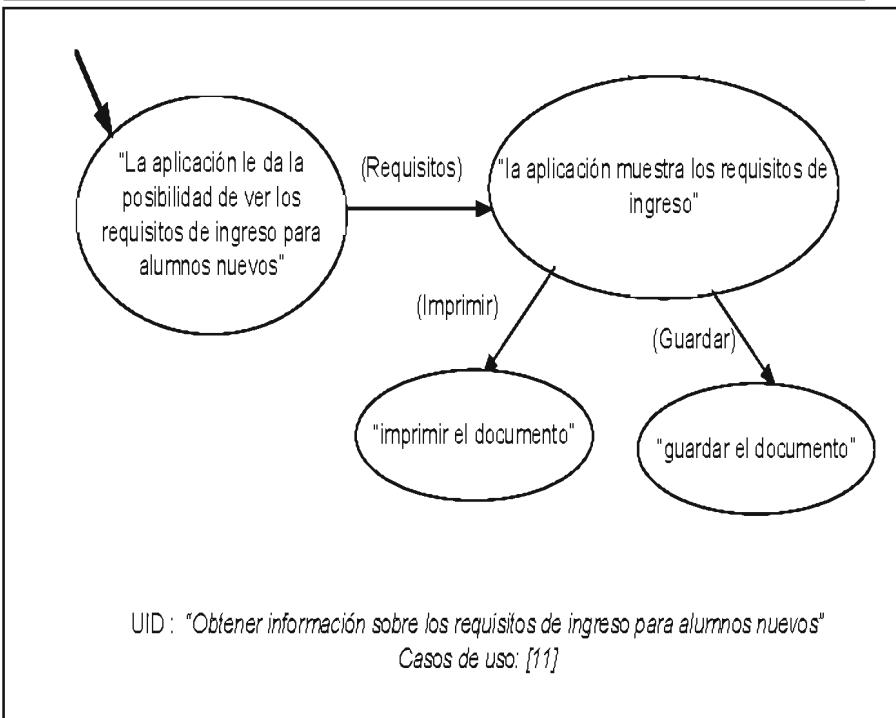 "La aplicación le da la
posibilidad de ver los
requisitos de ingreso para
alumnos nuevos"
(Requisitos)
"la aplicación muestra los requisitos de
ingreso"
(Imprimir)
(Guardar)
"imprimir el documento"
"guardar el documento"
UID : "Obtener información sobre los requisitos de ingreso para alumnos nuevos"
Casos de uso: [11]